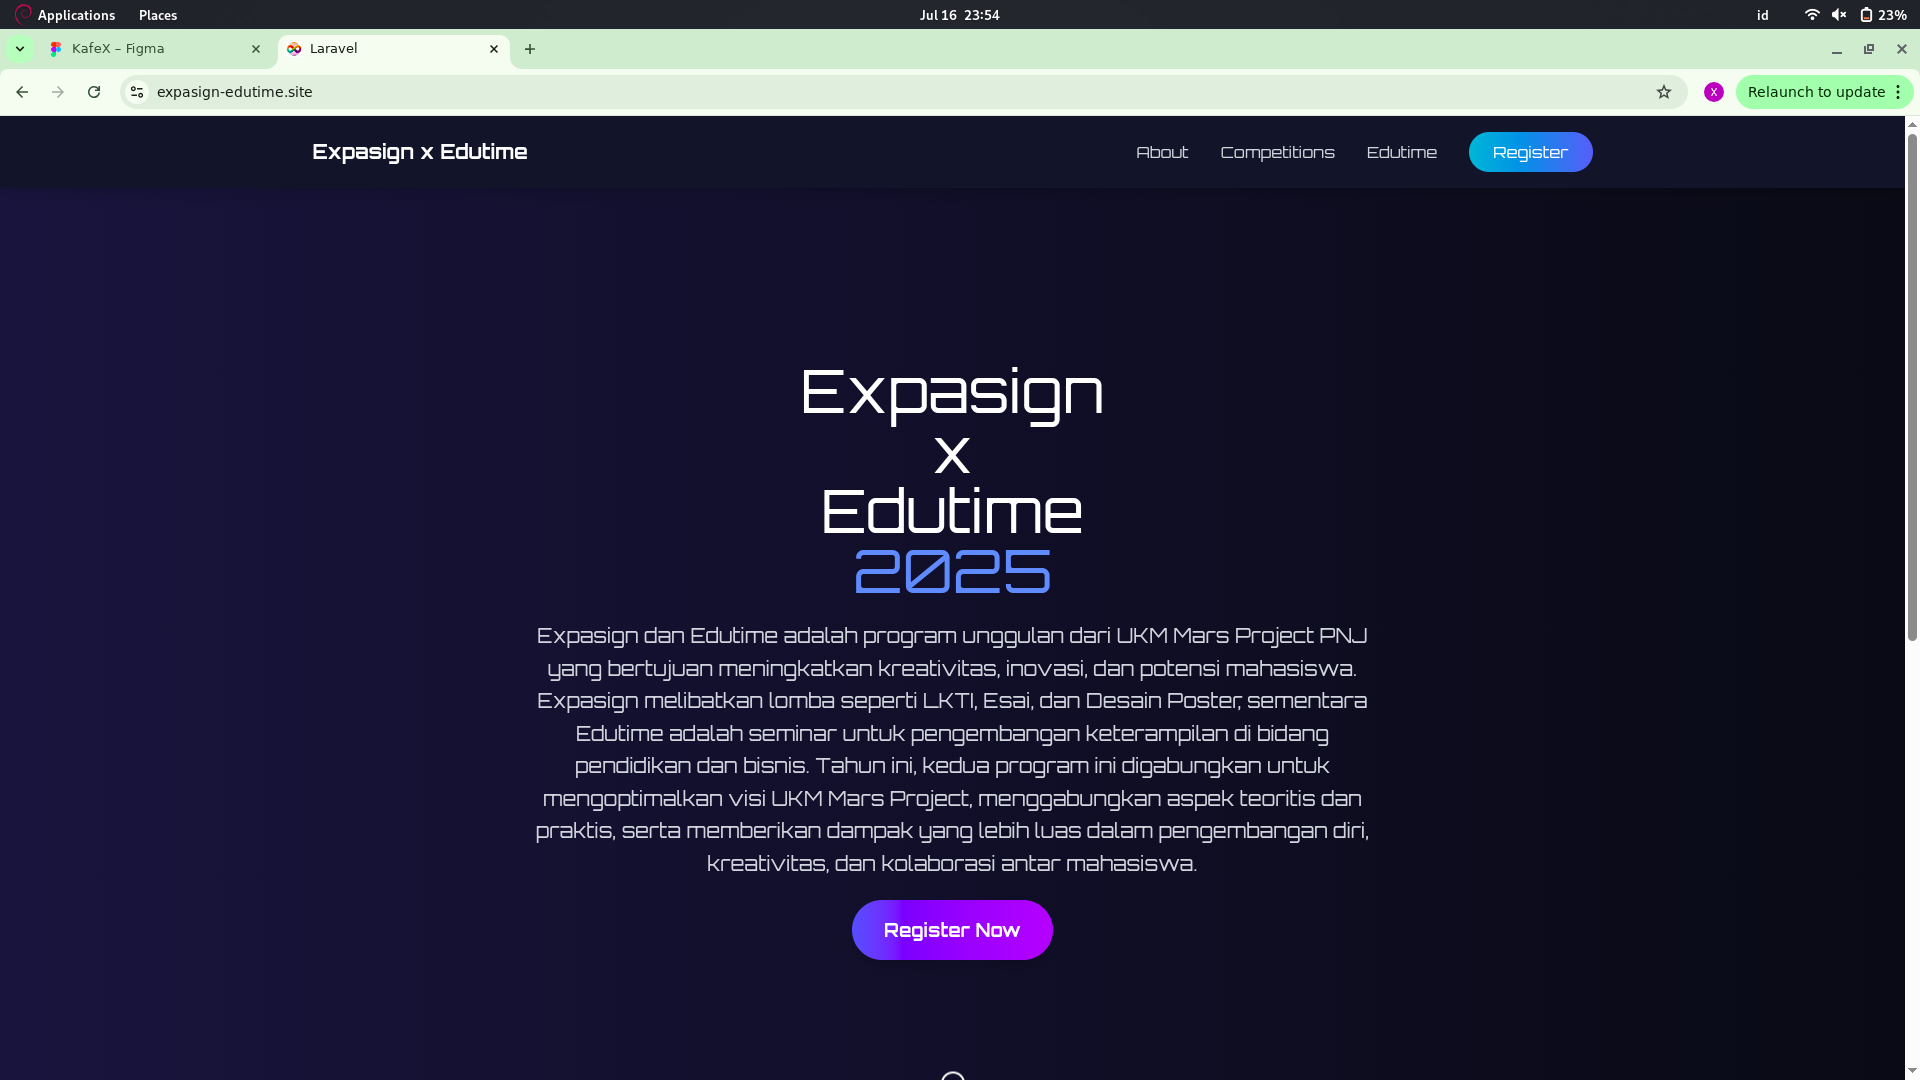 Applications Places Jul 16 23:54 id 23%
KafeX – Figma Laravel
expasign-edutime.site X Relaunch to update
Expasign x Edutime About Competitions Edutime Register
Expasign
x
Edutime
2025
Expasign dan Edutime adalah program unggulan dari UKM Mars Project PNJ
yang bertujuan meningkatkan kreativitas, inovasi, dan potensi mahasiswa.
Expasign melibatkan lomba seperti LKTI, Esai, dan Desain Poster, sementara
Edutime adalah seminar untuk pengembangan keterampilan di bidang
pendidikan dan bisnis. Tahun ini, kedua program ini digabungkan untuk
mengoptimalkan visi UKM Mars Project, menggabungkan aspek teoritis dan
praktis, serta memberikan dampak yang lebih luas dalam pengembangan diri,
kreativitas, dan kolaborasi antar mahasiswa.
Register Now